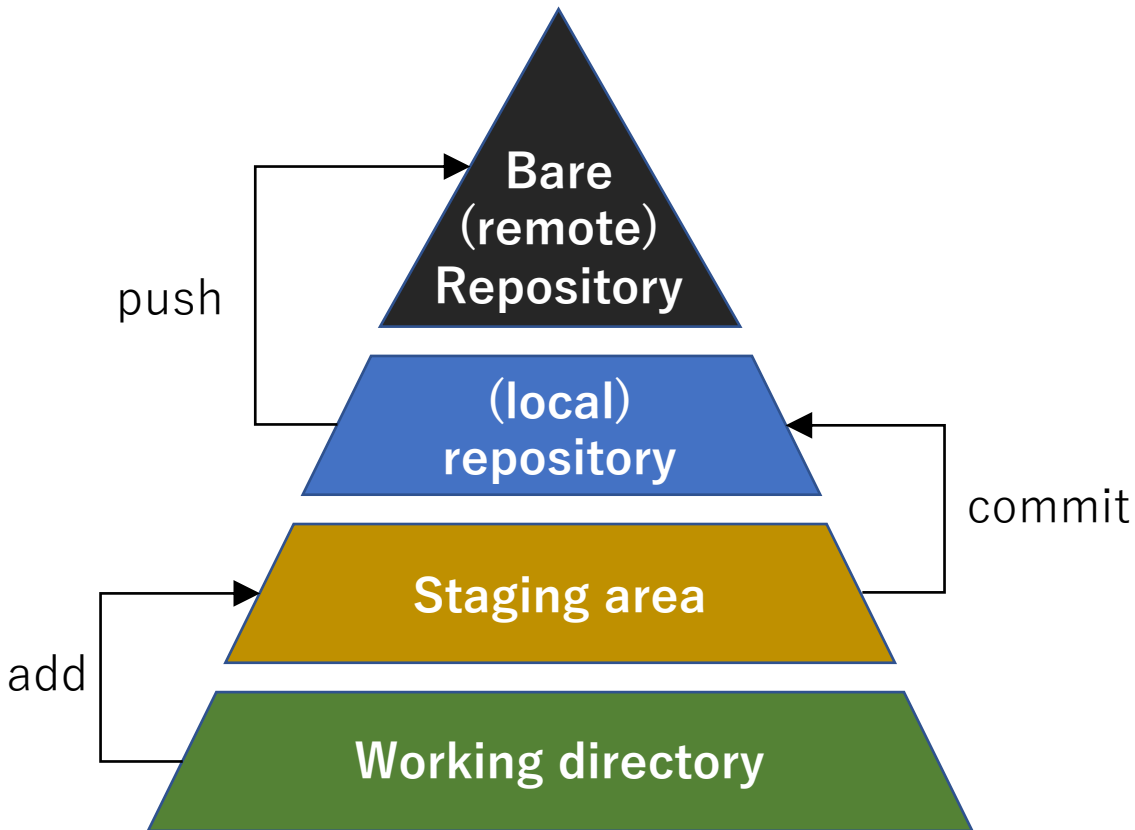 Bare
(remote)
Repository
push
(local)
repository
commit
Staging area
add
Working directory